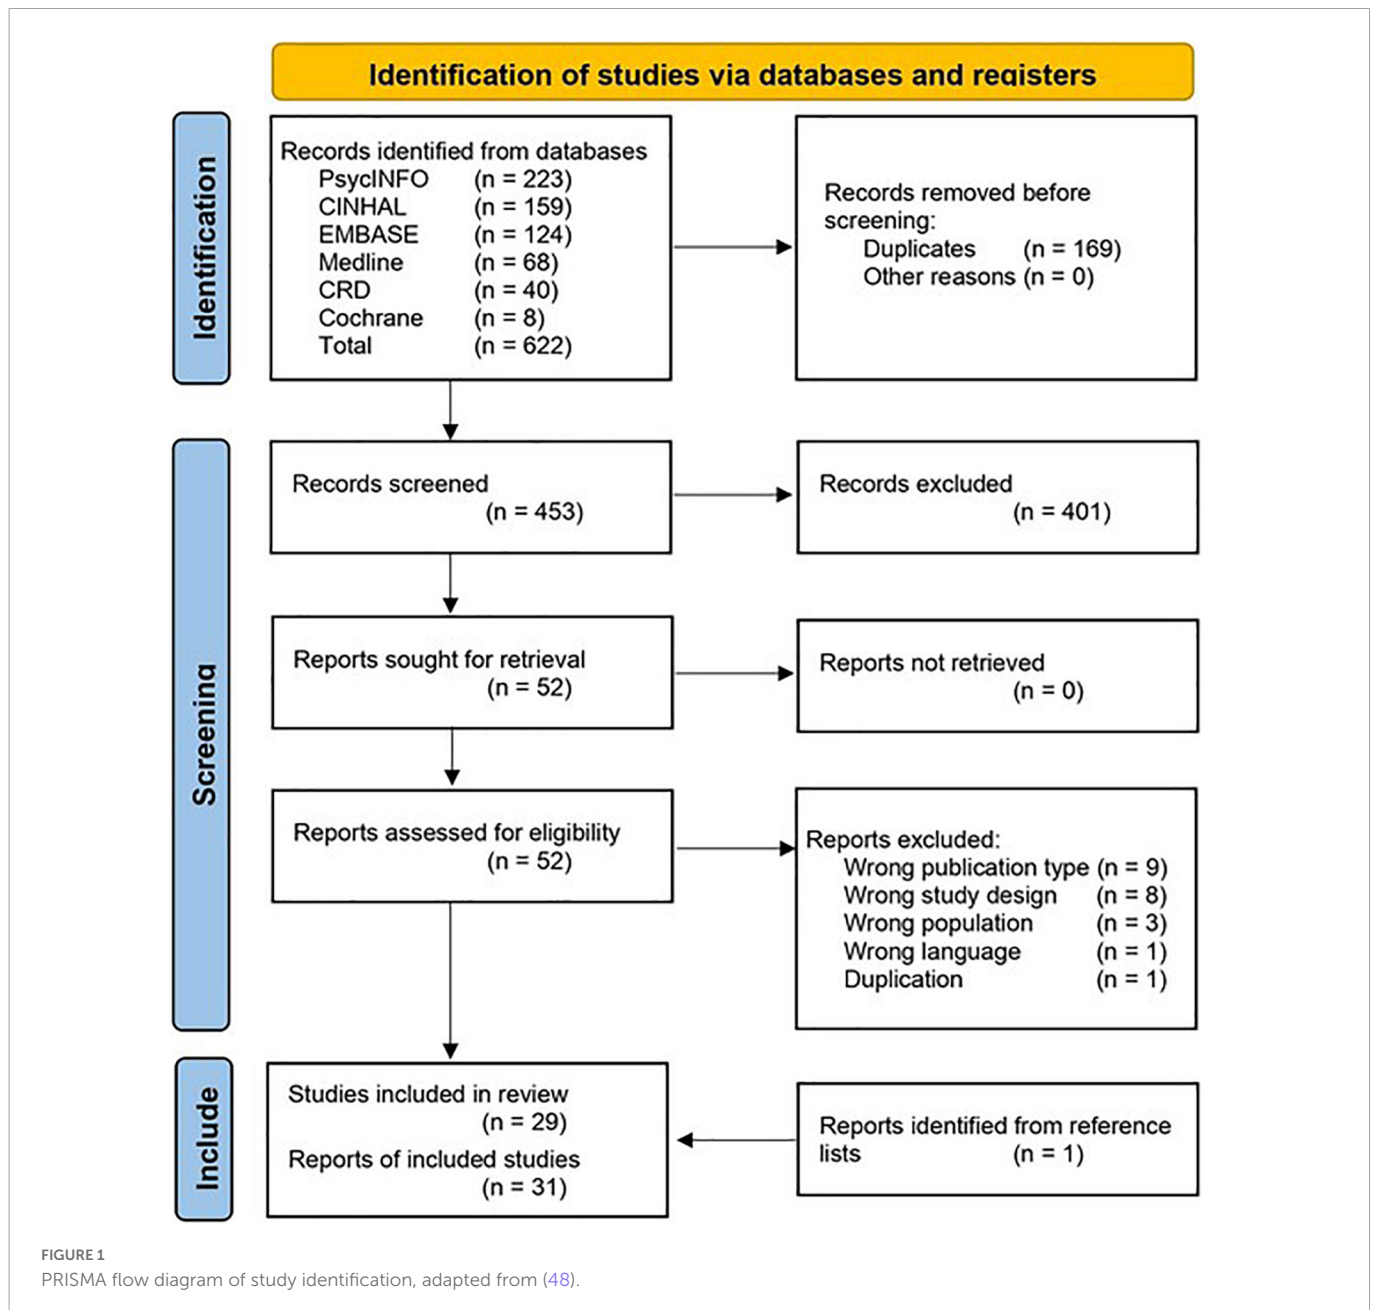 Identification of studies via databases and registers
Identification
Records identified from databases
PsycINFO (n = 223)
CINHAL (n = 159)
EMBASE (n = 124)
Medline (n = 68)
CRD (n = 40)
Cochrane (n = 8)
Total (n = 622)
Records removed before
screening:
Duplicates (n = 169)
Other reasons (n = 0)
Screening
Records screened
(n = 453)
Records excluded
(n = 401)
Reports sought for retrieval
(n = 52)
Reports not retrieved
(n = 0)
Reports assessed for eligibility
(n = 52)
Reports excluded:
Wrong publication type (n = 9)
Wrong study design (n = 8)
Wrong population (n = 3)
Wrong language (n = 1)
Duplication (n = 1)
Include
Studies included in review
(n = 29)
Reports of included studies
(n = 31)
Reports identified from reference
lists (n = 1)
FIGURE 1
PRISMA flow diagram of study identification, adapted from (48).